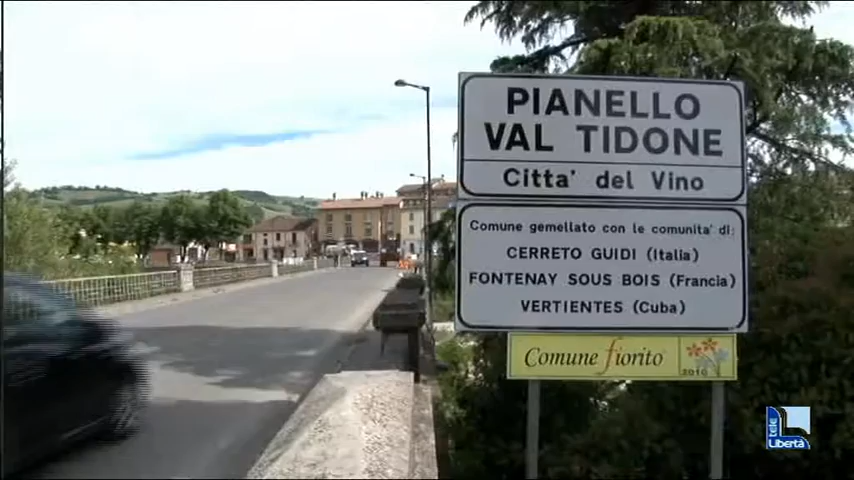 PIANELLO
VAL TIDONE
Citta' del Vino
Comune gemellato con le comunita' di:
CERRETO GUIDI (Italia)
FONTENAY SOUS BOIS (Francia)
VERTIENTES (Cuba)
Comune fiorito
2010
tele
Libertà